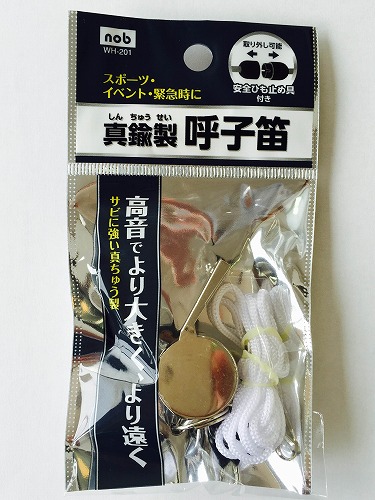 nob
WH-201
取り外し可能
安全ひも止め具
付き
スポーツ・
イベント・緊急時に
しん ちゅう せい
真鍮製 呼子笛
高音でより大きく、より遠く
サビに強い真ちゅう製